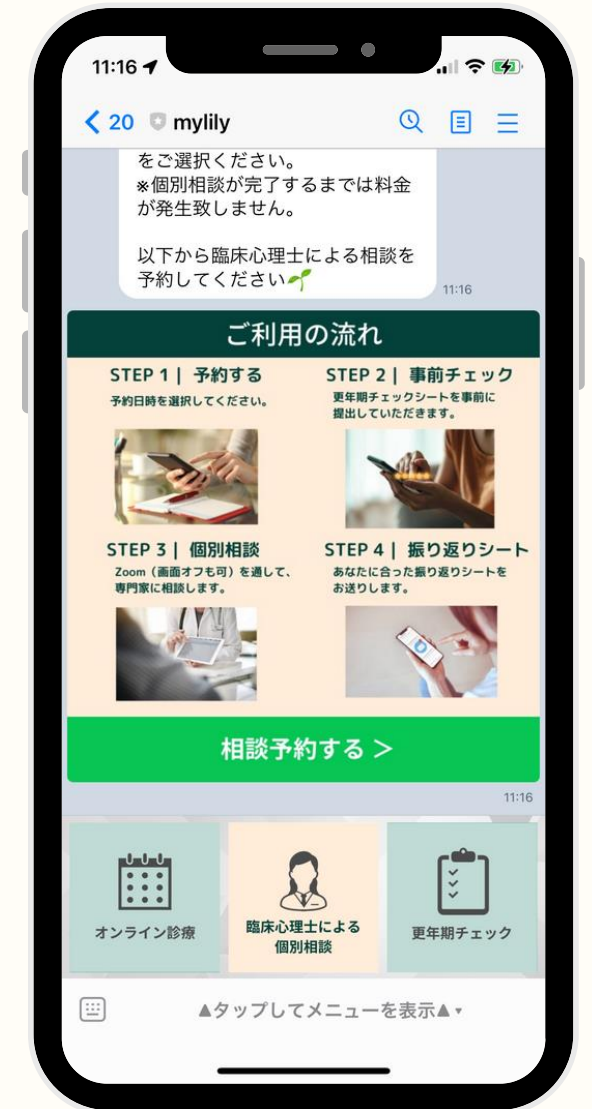 11:16
20 mylily
をご選択ください。
※個別相談が完了するまでは料金
が発生致しません。
以下から臨床心理士による相談を
予約してください🌱
11:16
ご利用の流れ
STEP 1 | 予約する
予約日時を選択してください。
STEP 2 | 事前チェック
更年期チェックシートを事前に
提出していただきます。
STEP 3 | 個別相談
Zoom（画面オフも可）を通して、
専門家に相談します。
STEP 4 | 振り返りシート
あなたに合った振り返りシートを
お送りします。
相談予約する ＞
11:16
オンライン診療
臨床心理士による
個別相談
更年期チェック
▲タップしてメニューを表示▲ ▾